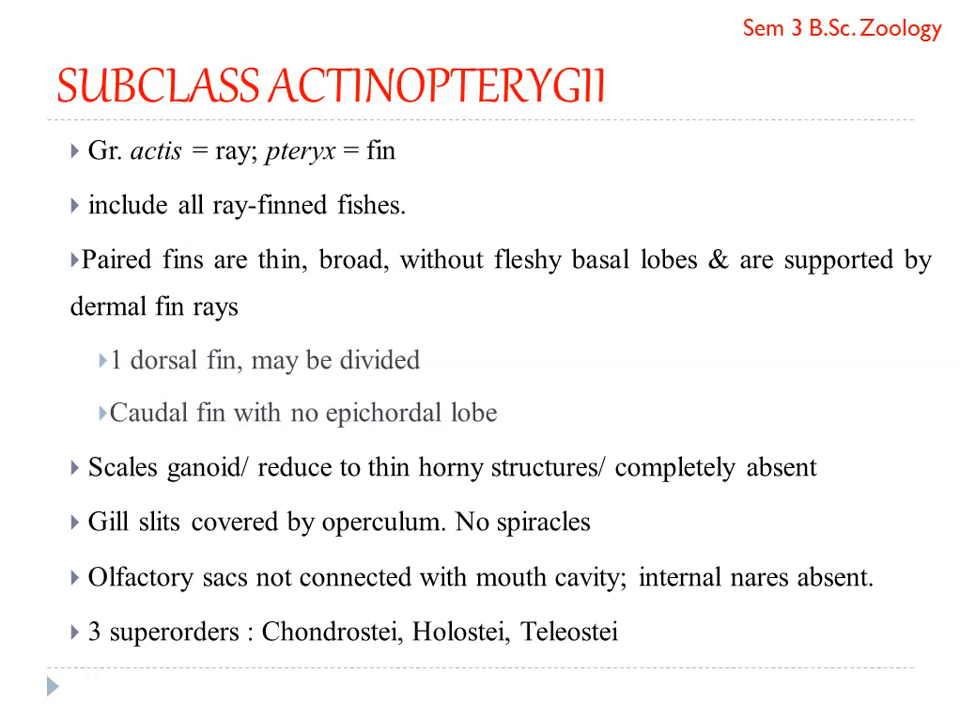 Sem 3 B.Sc. Zoology
SUBCLASS ACTINOPTERYGII
Gr. actis = ray; pteryx = fin
include all ray-finned fishes.
Paired fins are thin, broad, without fleshy basal lobes & are supported by
dermal fin rays
1 dorsal fin, may be divided
Caudal fin with no epichordal lobe
Scales ganoid/ reduce to thin horny structures/ completely absent
Gill slits covered by operculum. No spiracles
Olfactory sacs not connected with mouth cavity; internal nares absent.
3 superorders : Chondrostei, Holostei, Teleostei